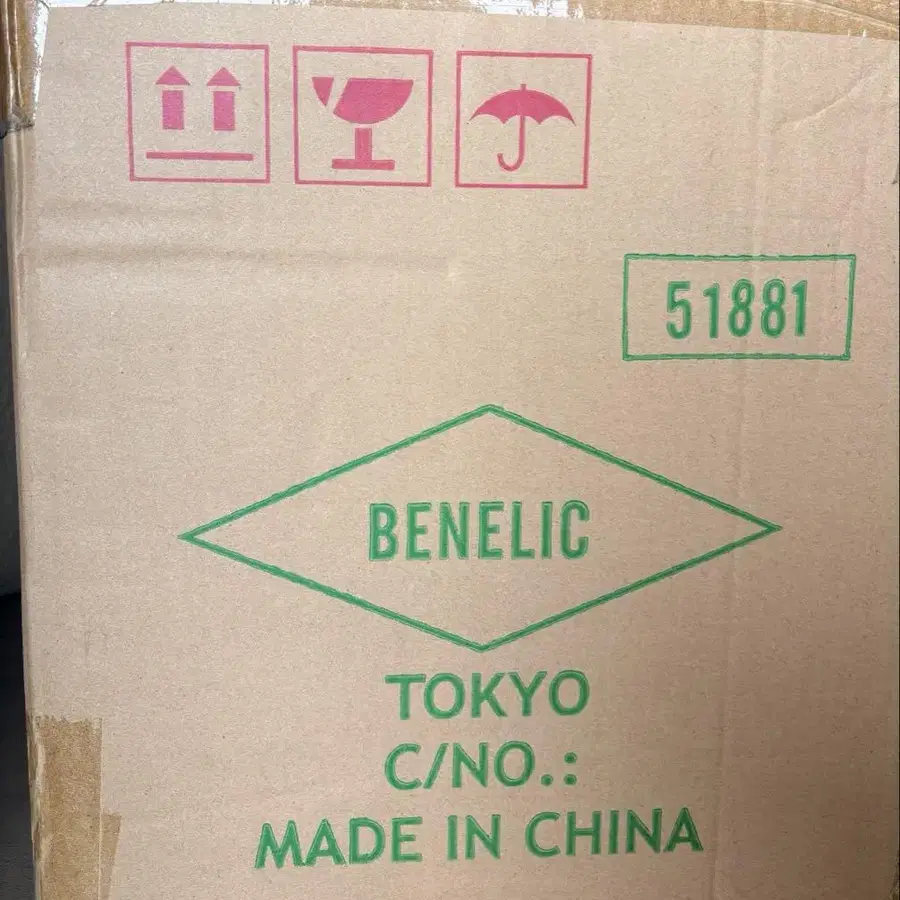 51881
BENELIC
TOKYO
C/NO.:
MADE IN CHINA